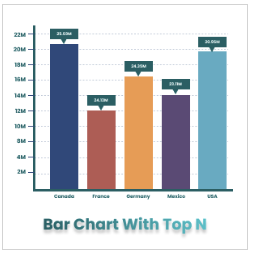 22M
20M
18M
16M
14M
12M
10M
8M
4M
2M
Canada
France
Germany
Mexico
USA
Bar Chart With Top N